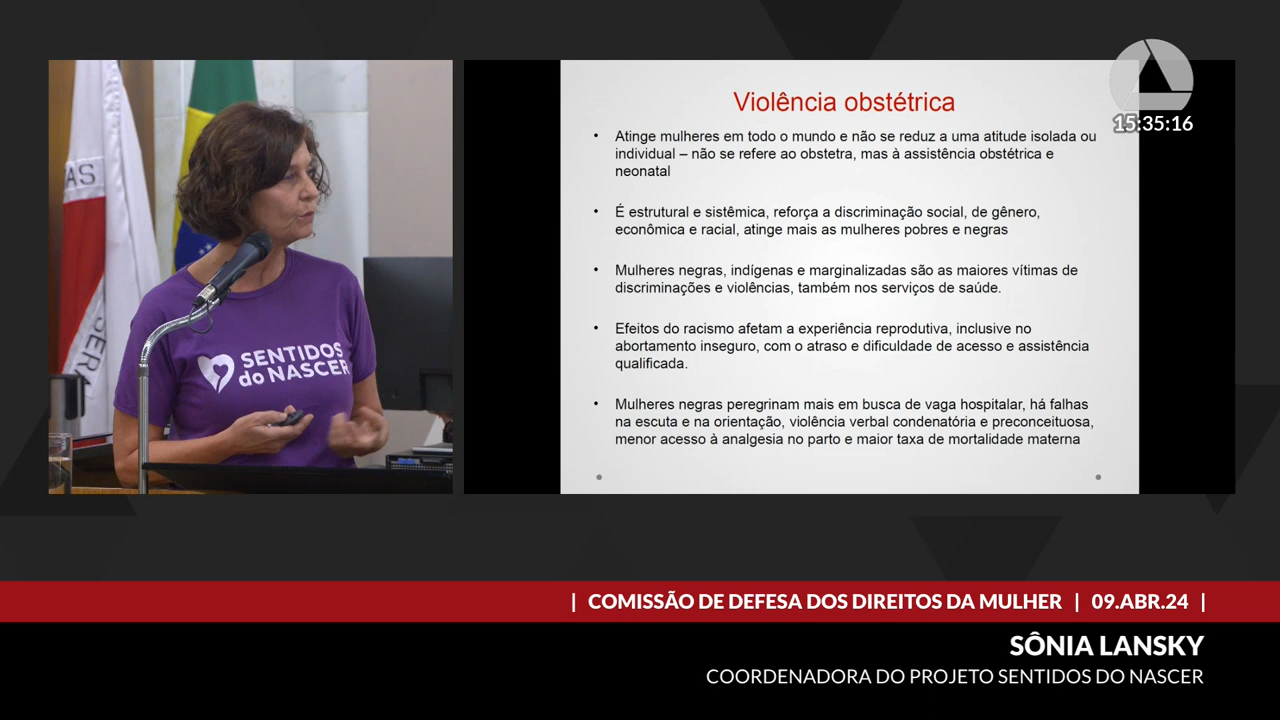 AS
SERA
SENTIDOS
do NASCER
Violência obstétrica
• Atinge mulheres em todo o mundo e não se reduz a uma atitude isolada ou
individual – não se refere ao obstetra, mas à assistência obstétrica e
neonatal
• É estrutural e sistêmica, reforça a discriminação social, de gênero,
econômica e racial, atinge mais as mulheres pobres e negras
• Mulheres negras, indígenas e marginalizadas são as maiores vítimas de
discriminações e violências, também nos serviços de saúde.
• Efeitos do racismo afetam a experiência reprodutiva, inclusive no
abortamento inseguro, com o atraso e dificuldade de acesso e assistência
qualificada.
• Mulheres negras peregrinam mais em busca de vaga hospitalar, há falhas
na escuta e na orientação, violência verbal condenatória e preconceituosa,
menor acesso à analgesia no parto e maior taxa de mortalidade materna
15:35:16
| COMISSÃO DE DEFESA DOS DIREITOS DA MULHER | 09.ABR.24 |
SÔNIA LANSKY
COORDENADORA DO PROJETO SENTIDOS DO NASCER